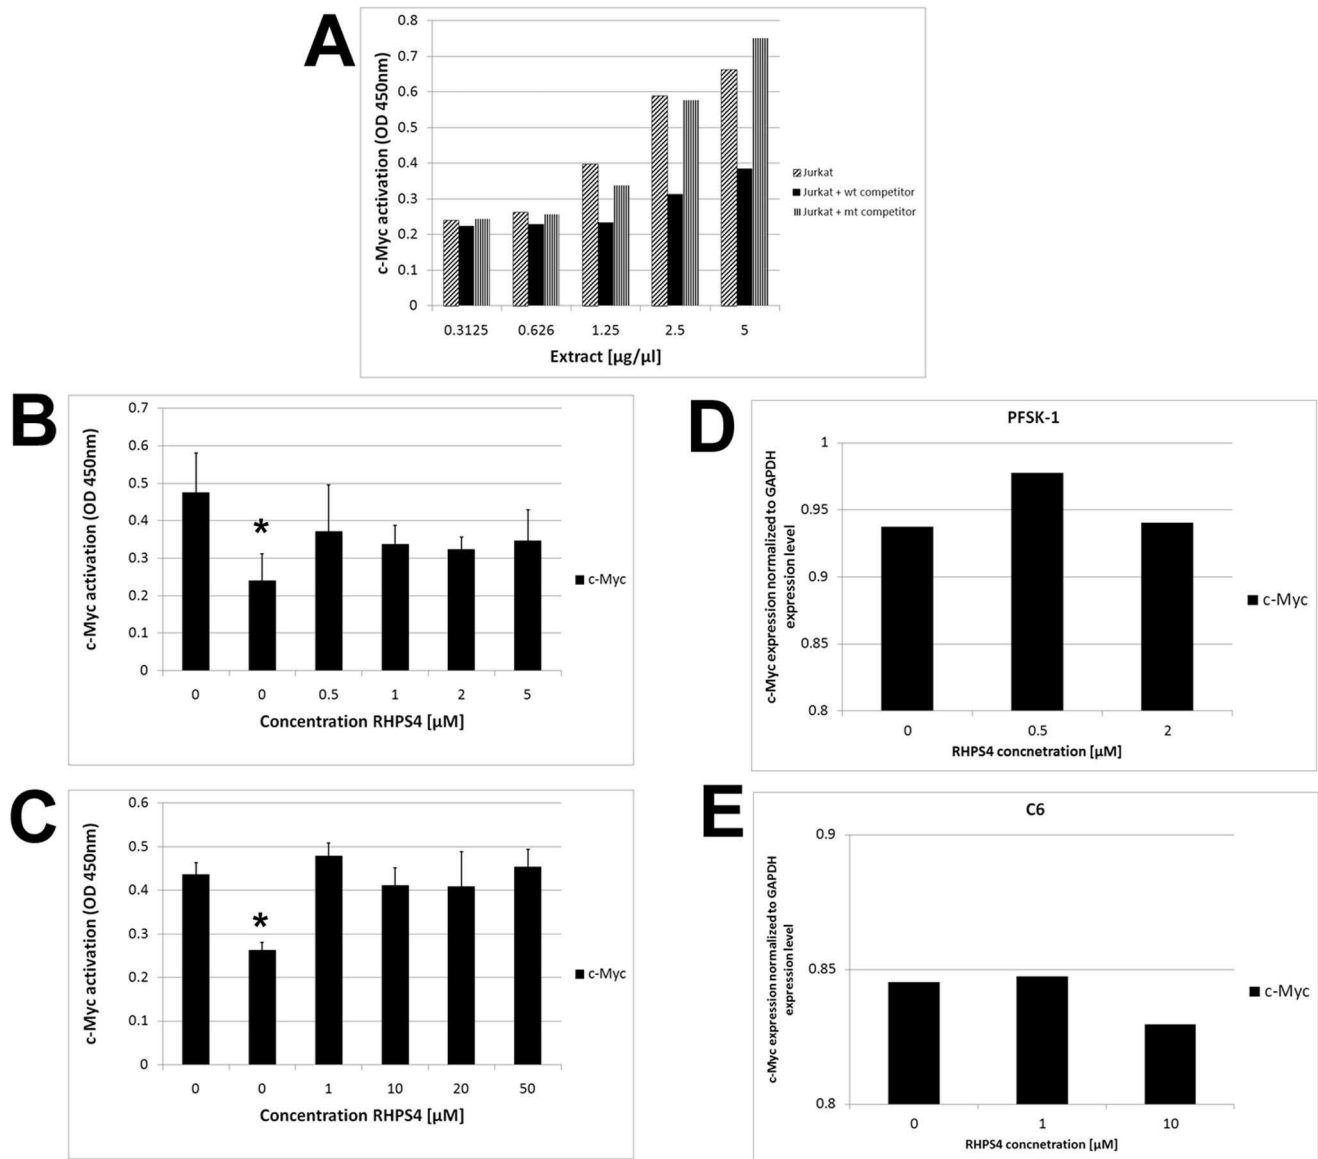 A
c-Myc activation (OD 450nm)
0.8
0.7
0.6
0.5
0.4
0.3
0.2
0.1
0
0.3125 0.626 1.25 2.5 5
Extract [µg/µl]
Jurkat
Jurkat + wt competitor
Jurkat + mt competitor
B
c-Myc activation (OD 450nm)
0.7
0.6
0.5
0.4
0.3
0.2
0.1
0
*
0 0 0.5 1 2 5
Concentration RHPS4 [µM]
c-Myc
C
c-Myc activation (OD 450nm)
0.6
0.5
0.4
0.3
0.2
0.1
0
*
0 0 1 10 20 50
Concentration RHPS4 [µM]
c-Myc
D
PFSK-1
c-Myc expression normalized to GAPDH
expression level
1
0.95
0.9
0.85
0.8
0 0.5 2
RHPS4 concnetration [µM]
c-Myc
E
C6
c-Myc expression normalized to GAPDH
expression level
0.9
0.85
0.8
0 1 10
RHPS4 concnetration [µM]
c-Myc